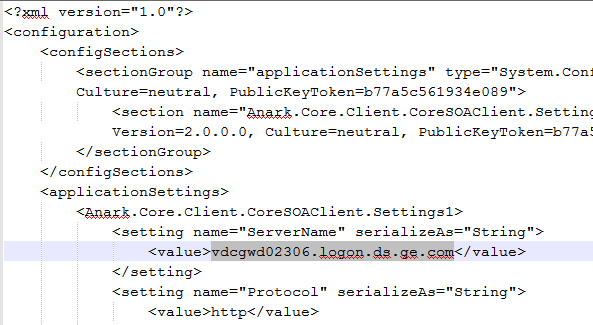 <?xml version="1.0"?>
<configuration>
<configSections>
<sectionGroup name="applicationSettings" type="System.Conf
Culture=neutral, PublicKeyToken=b77a5c561934e089">
<section name="Anark.Core.Client.CoreSOAClient.Setting
Version=2.0.0.0, Culture=neutral, PublicKeyToken=b77a5
</sectionGroup>
</configSections>
<applicationSettings>
<Anark.Core.Client.CoreSOAClient.Settings1>
<setting name="ServerName" serializeAs="String">
<value>vdcgwd02306.logon.ds.ge.com</value>
</setting>
<setting name="Protocol" serializeAs="String">
<value>http</value>